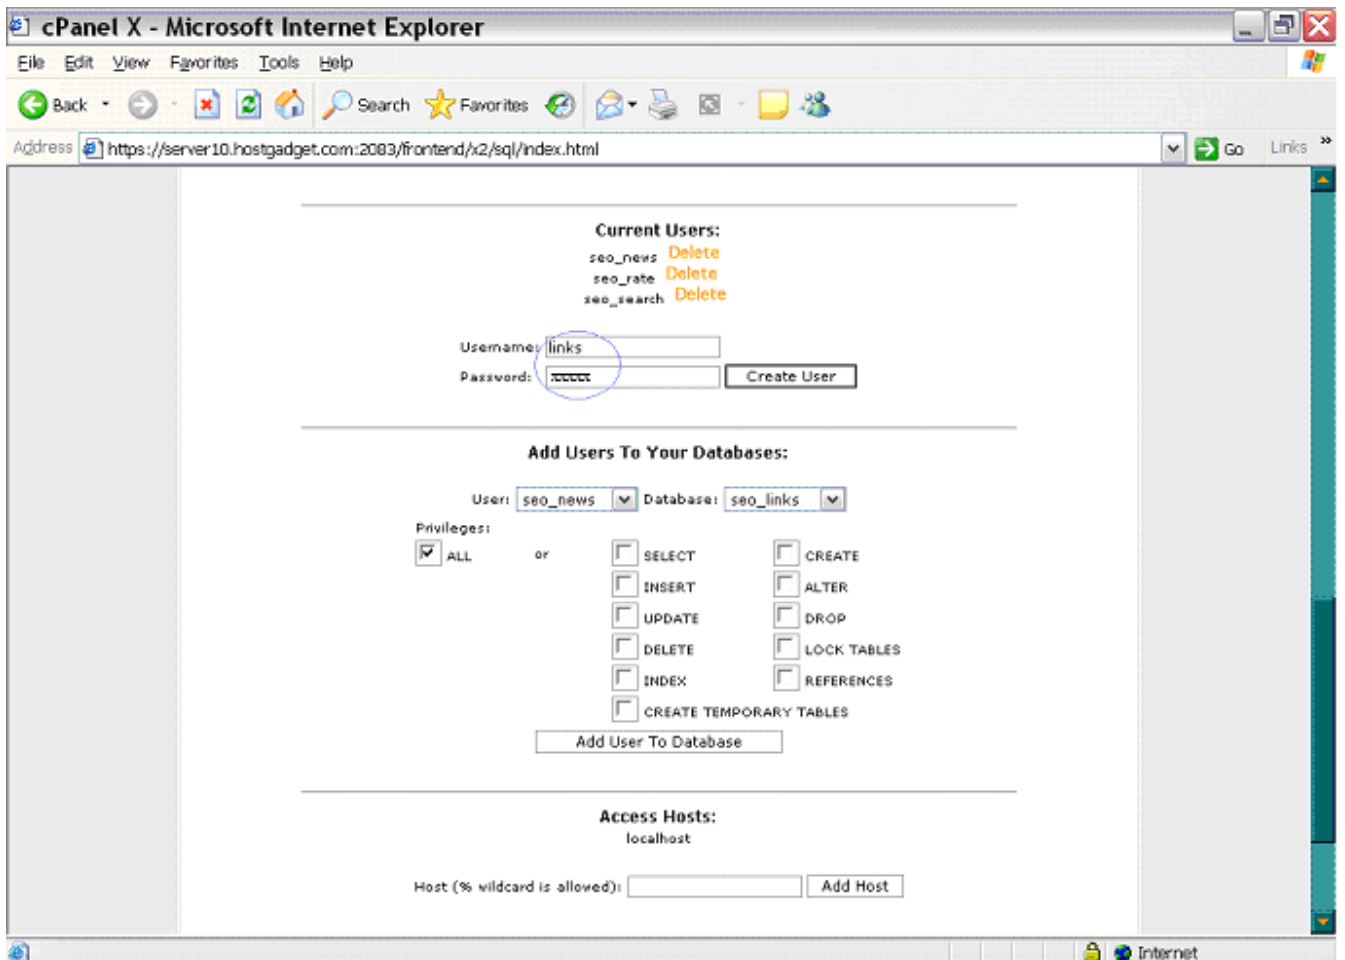 cPanel X - Microsoft Internet Explorer
File Edit View Favorites Tools Help
Back Search Favorites
Address https://server10.hostgadget.com:2083/frontend/x2/sql/index.html Go Links »
Current Users:
seo_news Delete
seo_rate Delete
seo_search Delete
Username: links
Password: Create User
Add Users To Your Databases:
User: seo_news Database: seo_links
Privileges:
ALL or SELECT CREATE
INSERT ALTER
UPDATE DROP
DELETE LOCK TABLES
INDEX REFERENCES
CREATE TEMPORARY TABLES
Add User To Database
Access Hosts:
localhost
Host (% wildcard is allowed): Add Host
Internet